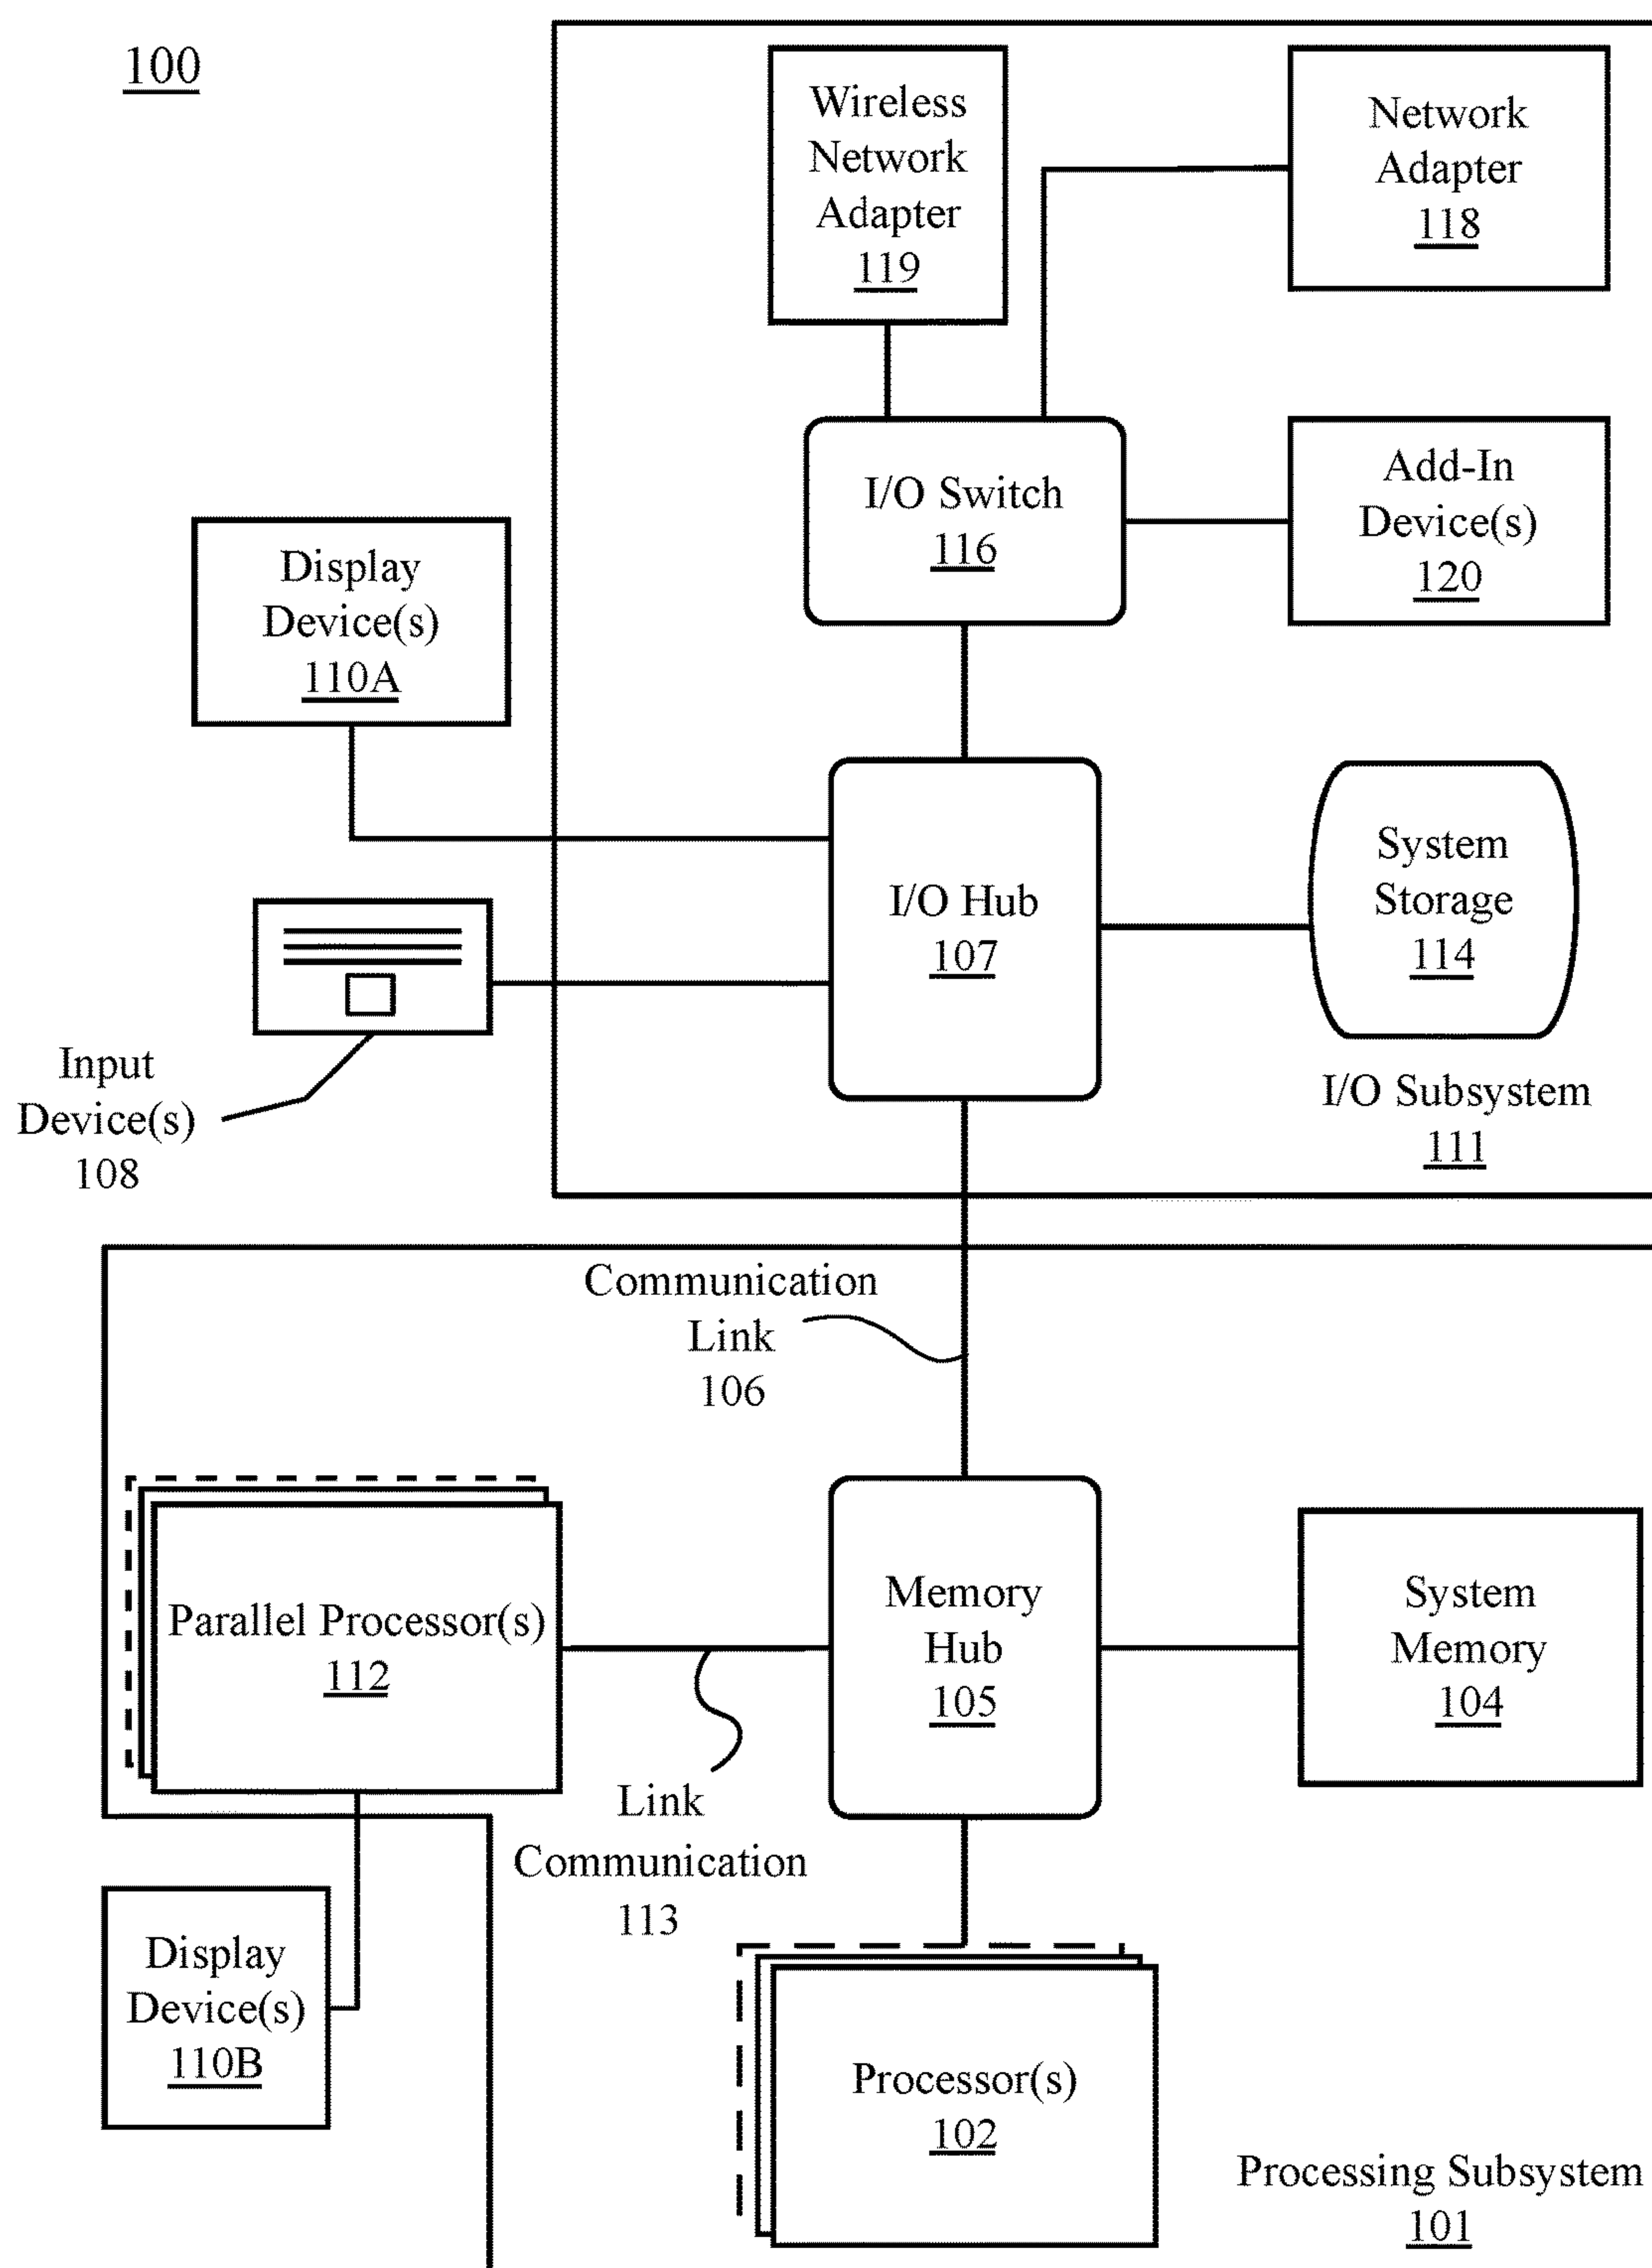 100
Wireless
Network
Adapter
119
Network
Adapter
118
I/O Switch
116
Add-In
Device(s)
120
Display
Device(s)
110A
I/O Hub
107
System
Storage
114
Input
Device(s)
108
I/O Subsystem
111
Communication
Link
106
Parallel Processor(s)
112
Memory
Hub
105
System
Memory
104
Link
Communication
113
Display
Device(s)
110B
Processor(s)
102
Processing Subsystem
101